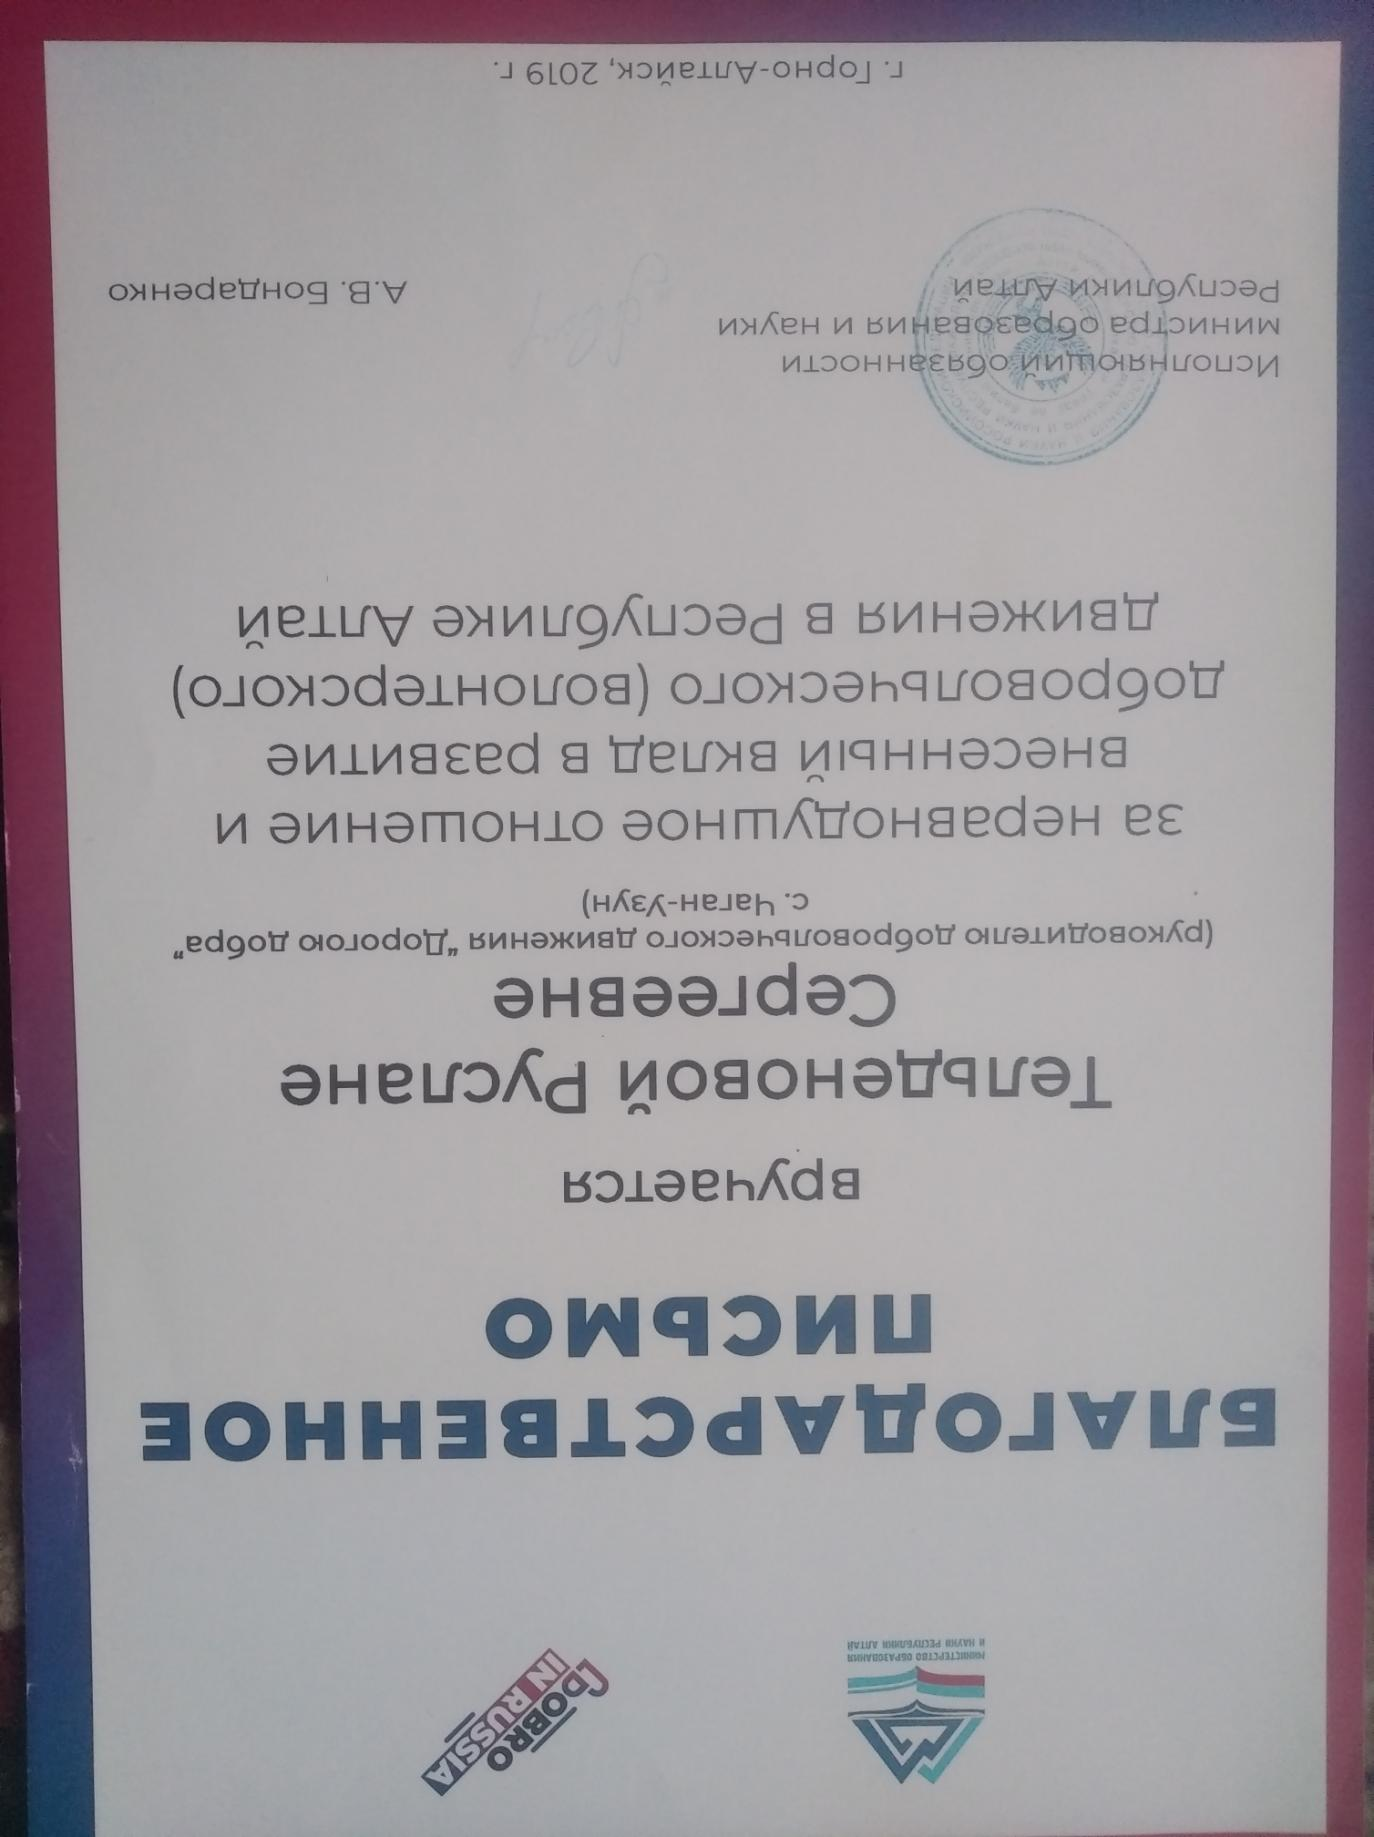 МИНИСТЕРСТВО ОБРАЗОВАНИЯ
И НАУКИ РЕСПУБЛИКИ АЛТАЙ
DOBRO
IN RUSSIA
БЛАГОДАРСТВЕННОЕ
ПИСЬМО
вручается
Тельденовой Руслане
Сергеевне
(руководителю добровольческого движения "Дорогою добра"
с. Чаган-Узун)
за неравнодушное отношение и
внесенный вклад в развитие
добровольческого (волонтерского)
движения в Республике Алтай
Исполняющий обязанности
министра образования и науки
Республики Алтай
А.В. Бондаренко
г. Горно-Алтайск, 2019 г.